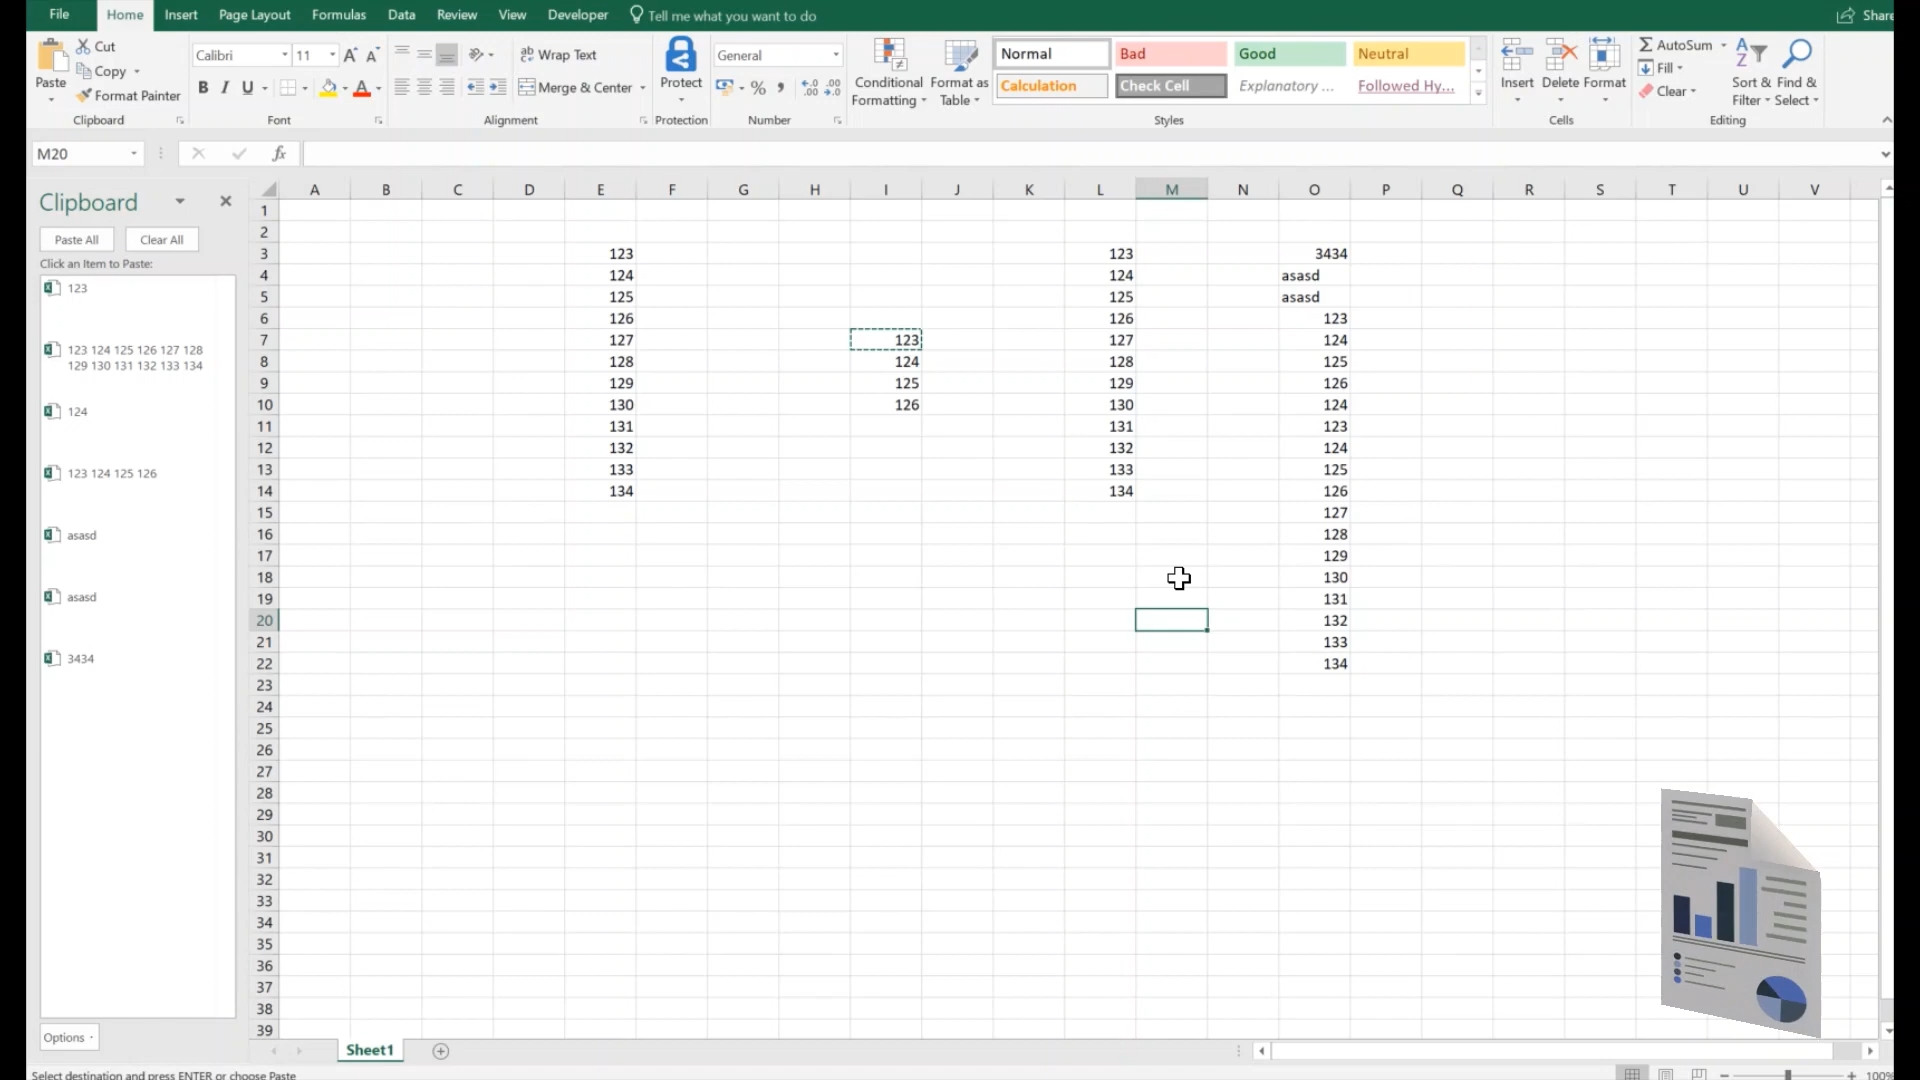 File Home Insert Page Layout Formulas Data Review View Developer Tell me what you want to do Share
Cut
Copy
Format Painter
Paste
Clipboard
Calibri 11
B I U
Font
Wrap Text
Merge & Center
Alignment
Protect
Protection
General
Number
Conditional Formatting
Format as Table
Normal Bad Good Neutral
Calculation Check Cell Explanatory ... Followed Hy...
Styles
Insert Delete Format
Cells
AutoSum
Fill
Clear
Sort & Filter
Find & Select
Editing
M20 fx
Clipboard
Paste All Clear All
Click an Item to Paste:
123
123 124 125 126 127 128
129 130 131 132 133 134
124
123 124 125 126
asasd
asasd
3434
Options
A B C D E F G H I J K L M N O P Q R S T U V
1
2
3 123 123 3434
4 124 124 asasd
5 125 125 asasd
6 126 126 123
7 127 123 127 124
8 128 124 128 125
9 129 125 129 126
10 130 126 130 124
11 131 131 123
12 132 132 124
13 133 133 125
14 134 134 126
15 127
16 128
17 129
18 130
19 131
20 132
21 133
22 134
23
24
25
26
27
28
29
30
31
32
33
34
35
36
37
38
39
Sheet1
Select destination and press ENTER or choose Paste 100%